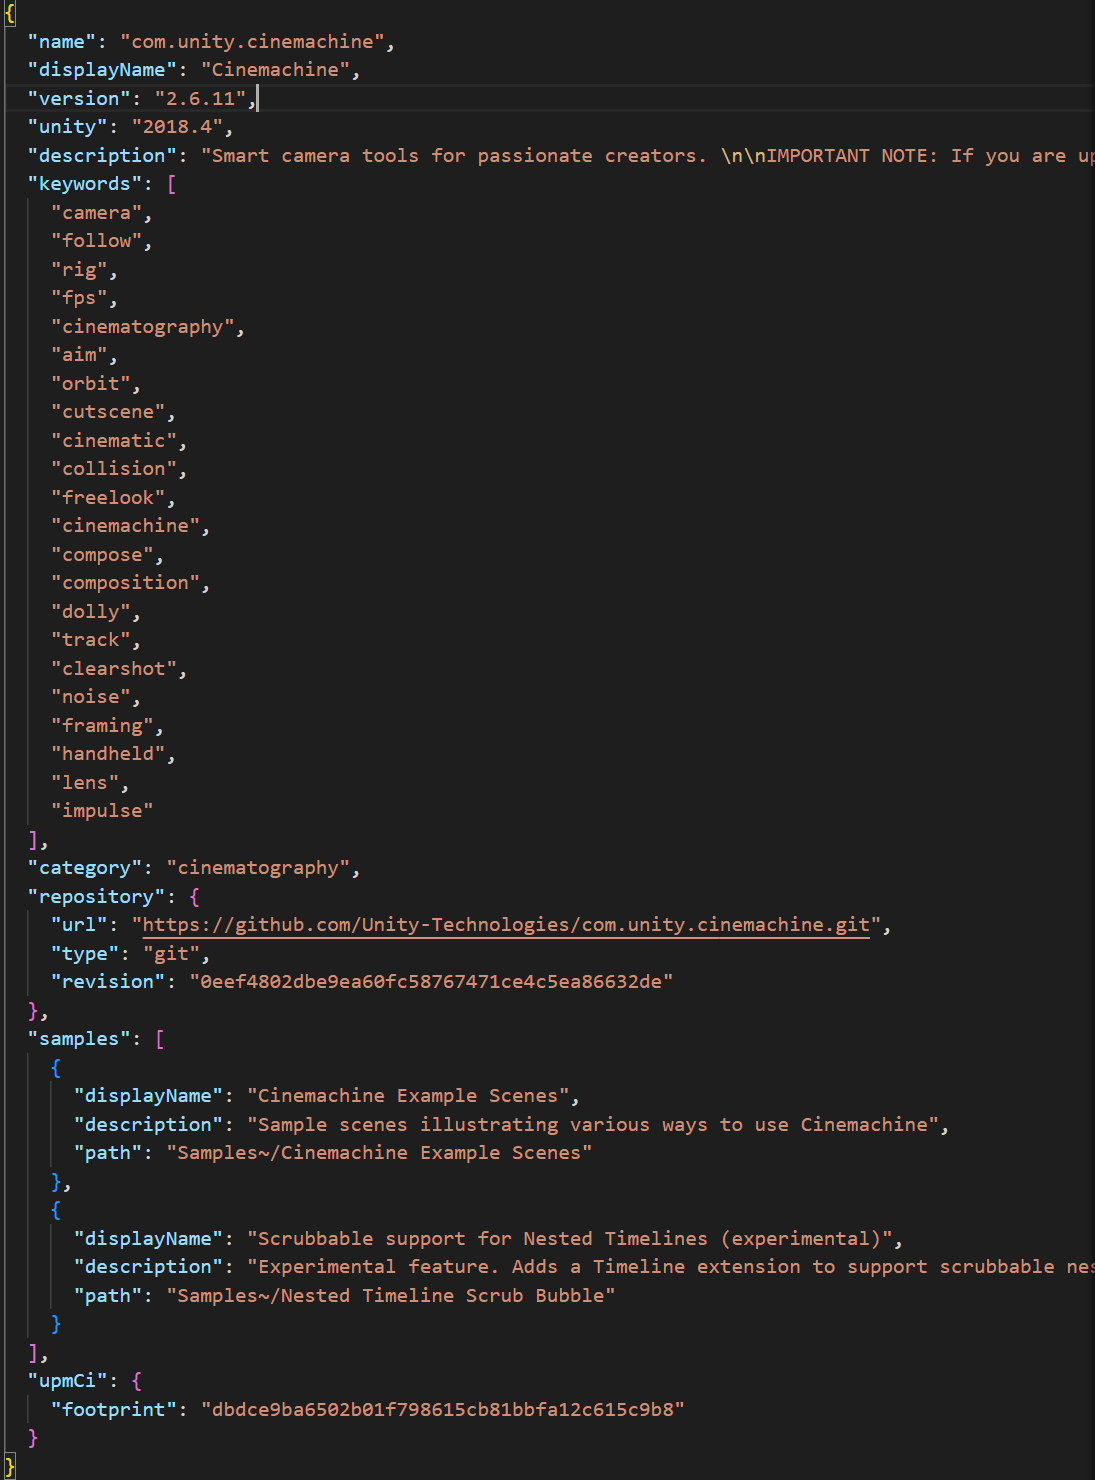 {
  "name": "com.unity.cinemachine",
  "displayName": "Cinemachine",
  "version": "2.6.11",
  "unity": "2018.4",
  "description": "Smart camera tools for passionate creators. \n\nIMPORTANT NOTE: If you are
  "keywords": [
    "camera",
    "follow",
    "rig",
    "fps",
    "cinematography",
    "aim",
    "orbit",
    "cutscene",
    "cinematic",
    "collision",
    "freelook",
    "cinemachine",
    "compose",
    "composition",
    "dolly",
    "track",
    "clearshot",
    "noise",
    "framing",
    "handheld",
    "lens",
    "impulse"
  ],
  "category": "cinematography",
  "repository": {
    "url": "https://github.com/Unity-Technologies/com.unity.cinemachine.git",
    "type": "git",
    "revision": "0eef4802dbe9ea60fc58767471ce4c5ea86632de"
  },
  "samples": [
    {
      "displayName": "Cinemachine Example Scenes",
      "description": "Sample scenes illustrating various ways to use Cinemachine",
      "path": "Samples~/Cinemachine Example Scenes"
    },
    {
      "displayName": "Scrubbable support for Nested Timelines (experimental)",
      "description": "Experimental feature. Adds a Timeline extension to support scrubbable
      "path": "Samples~/Nested Timeline Scrub Bubble"
    }
  ],
  "upmCi": {
    "footprint": "dbdce9ba6502b01f798615cb81bbfa12c615c9b8"
  }
}